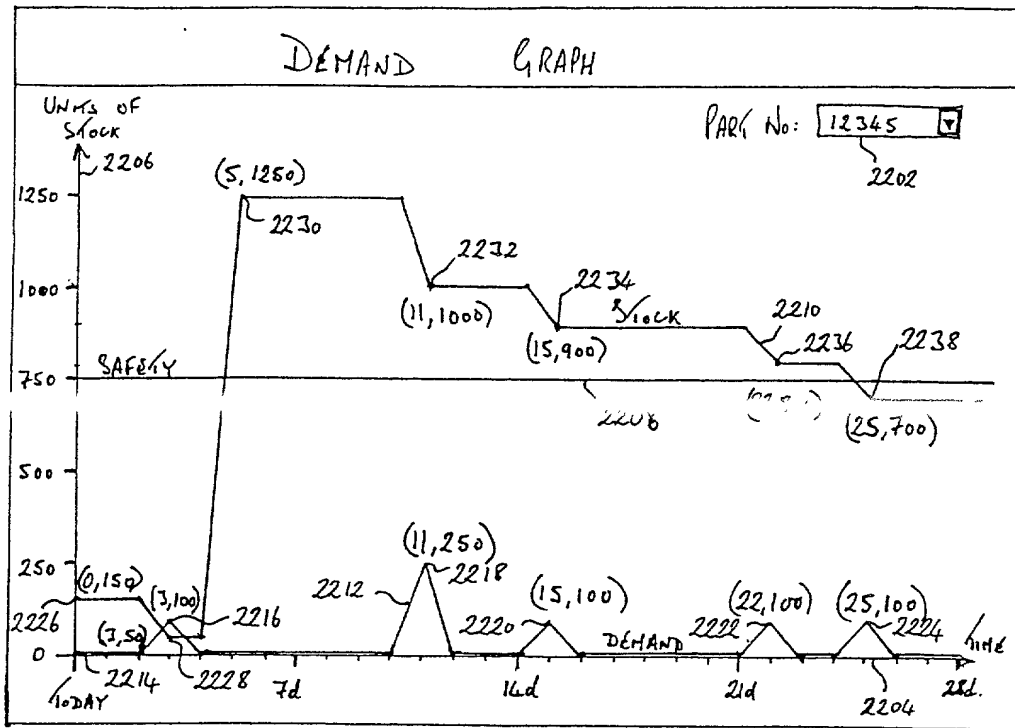 DEMAND GRAPH
UNITS OF
STOCK
PART No: 12345
2206
2202
(5, 1250)
1250
2230
2232
2234
1000
(11, 1000)
STOCK
2210
(15, 900)
2236
2238
SAFETY
750
2208
(25, 700)
500
(11, 250)
250
(0, 150)
(3, 100)
2212
2218
(15, 100)
(22, 100)
(25, 100)
2226
2216
(3, 50)
2220
DEMAND
2222
2224
TIME
0
2214
2228
7d
14d
21d
2204
28d.
TODAY